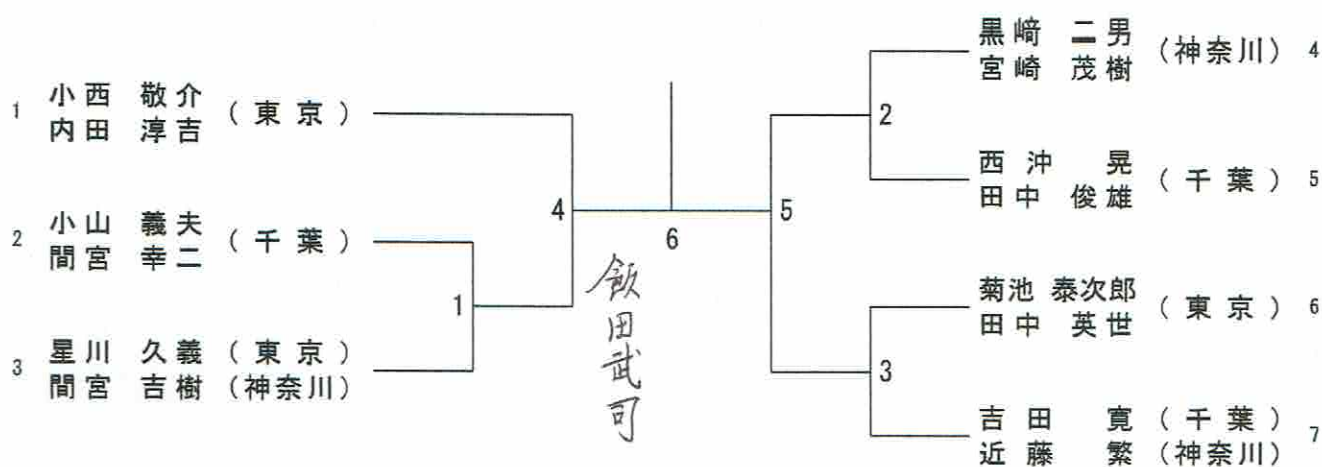 1 小西 敬介 (東京)
内田 淳吉
2 小山 義夫 (千葉)
間宮 幸二
3 星川 久義 (東京)
間宮 吉樹 (神奈川)
4
1
6
飯田武司
5
2
3
黒﨑 二男 (神奈川) 4
宮崎 茂樹
西沖 晃 (千葉) 5
田中 俊雄
菊池 泰次郎 (東京) 6
田中 英世
吉田 寛 (千葉) 7
近藤 繁 (神奈川)